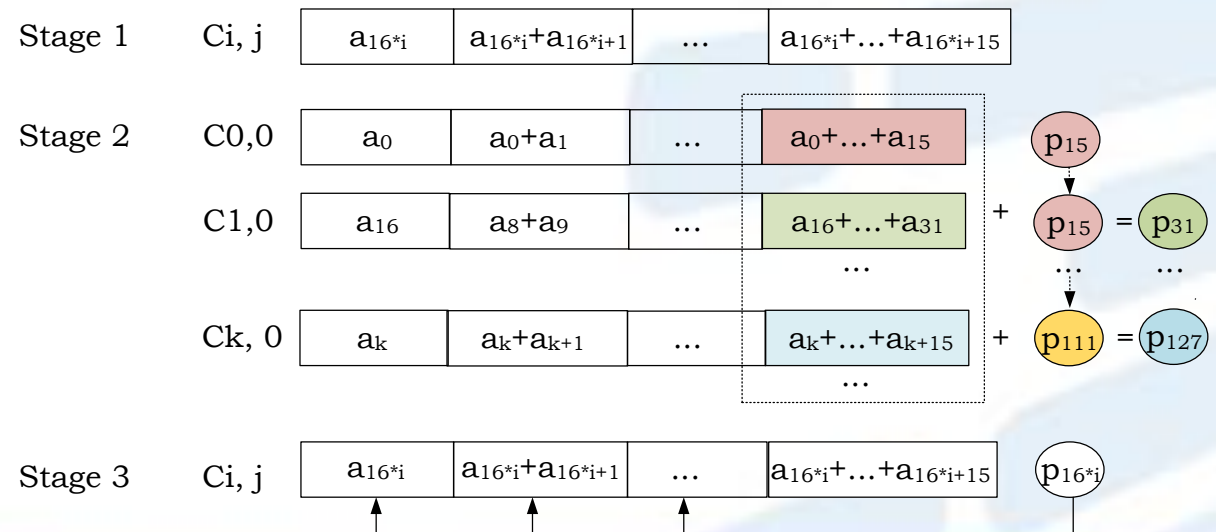 Stage 1 Ci, j a16*i a16*i+a16*i+1 ... a16*i+...+a16*i+15
Stage 2 C0,0 a0 a0+a1 ... a0+...+a15 p15
C1,0 a16 a8+a9 ... a16+...+a31 + p15 = p31
... ... ...
Ck, 0 ak ak+ak+1 ... ak+...+ak+15 + p111 = p127
...
Stage 3 Ci, j a16*i a16*i+a16*i+1 ... a16*i+...+a16*i+15 p16*i